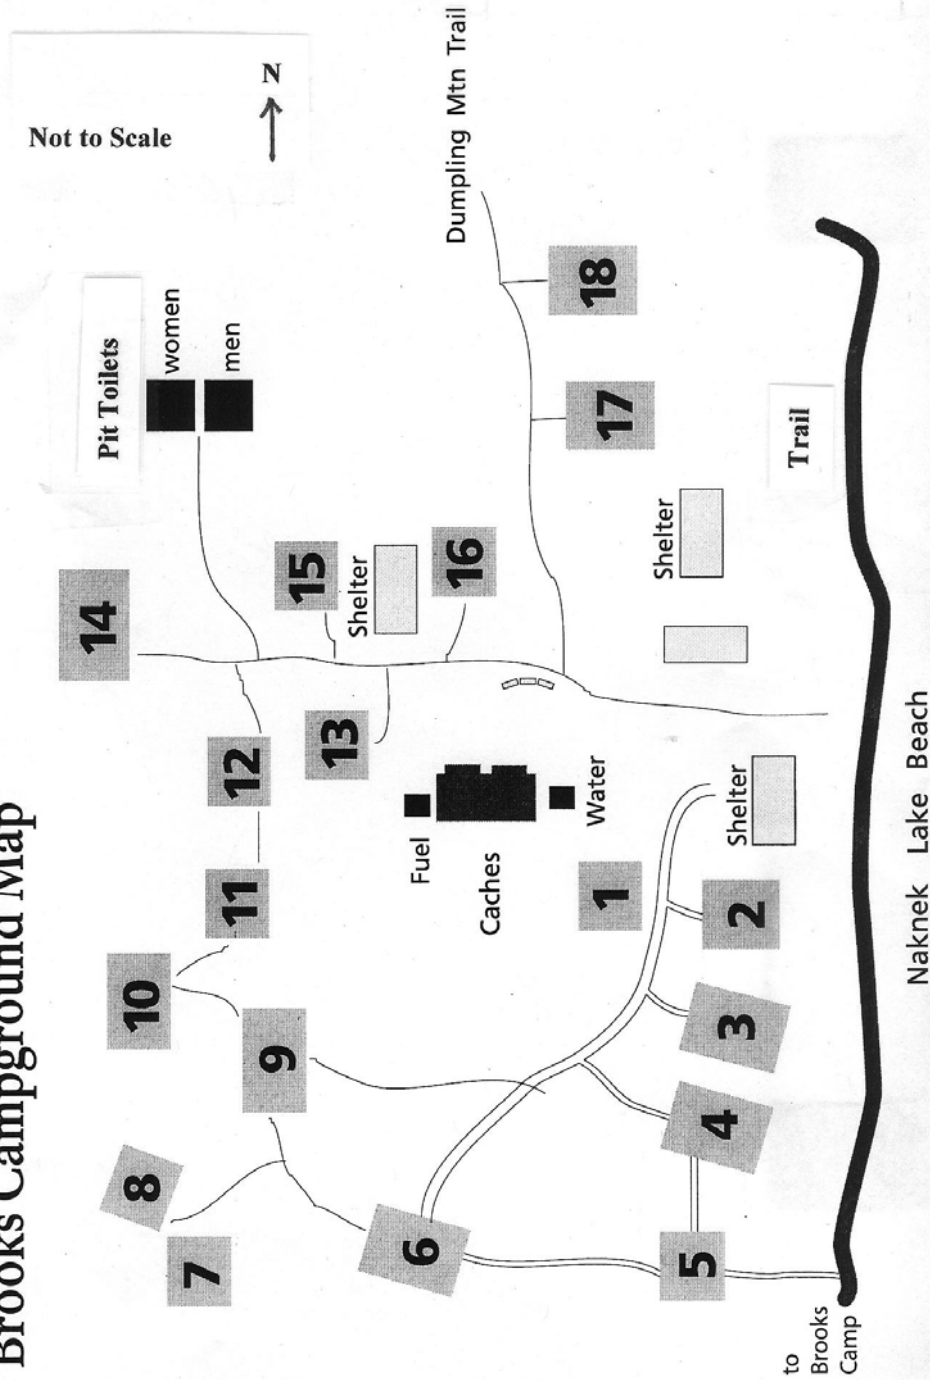 Brooks Campground Map
Not to Scale
N
Pit Toilets
women
men
Dumpling Mtn Trail
14
15
Shelter
16
18
17
Shelter
Trail
12
13
11
10
Fuel
Caches
Water
1
Shelter
2
3
4
5
6
7
8
9
to
Brooks
Camp
Naknek Lake Beach